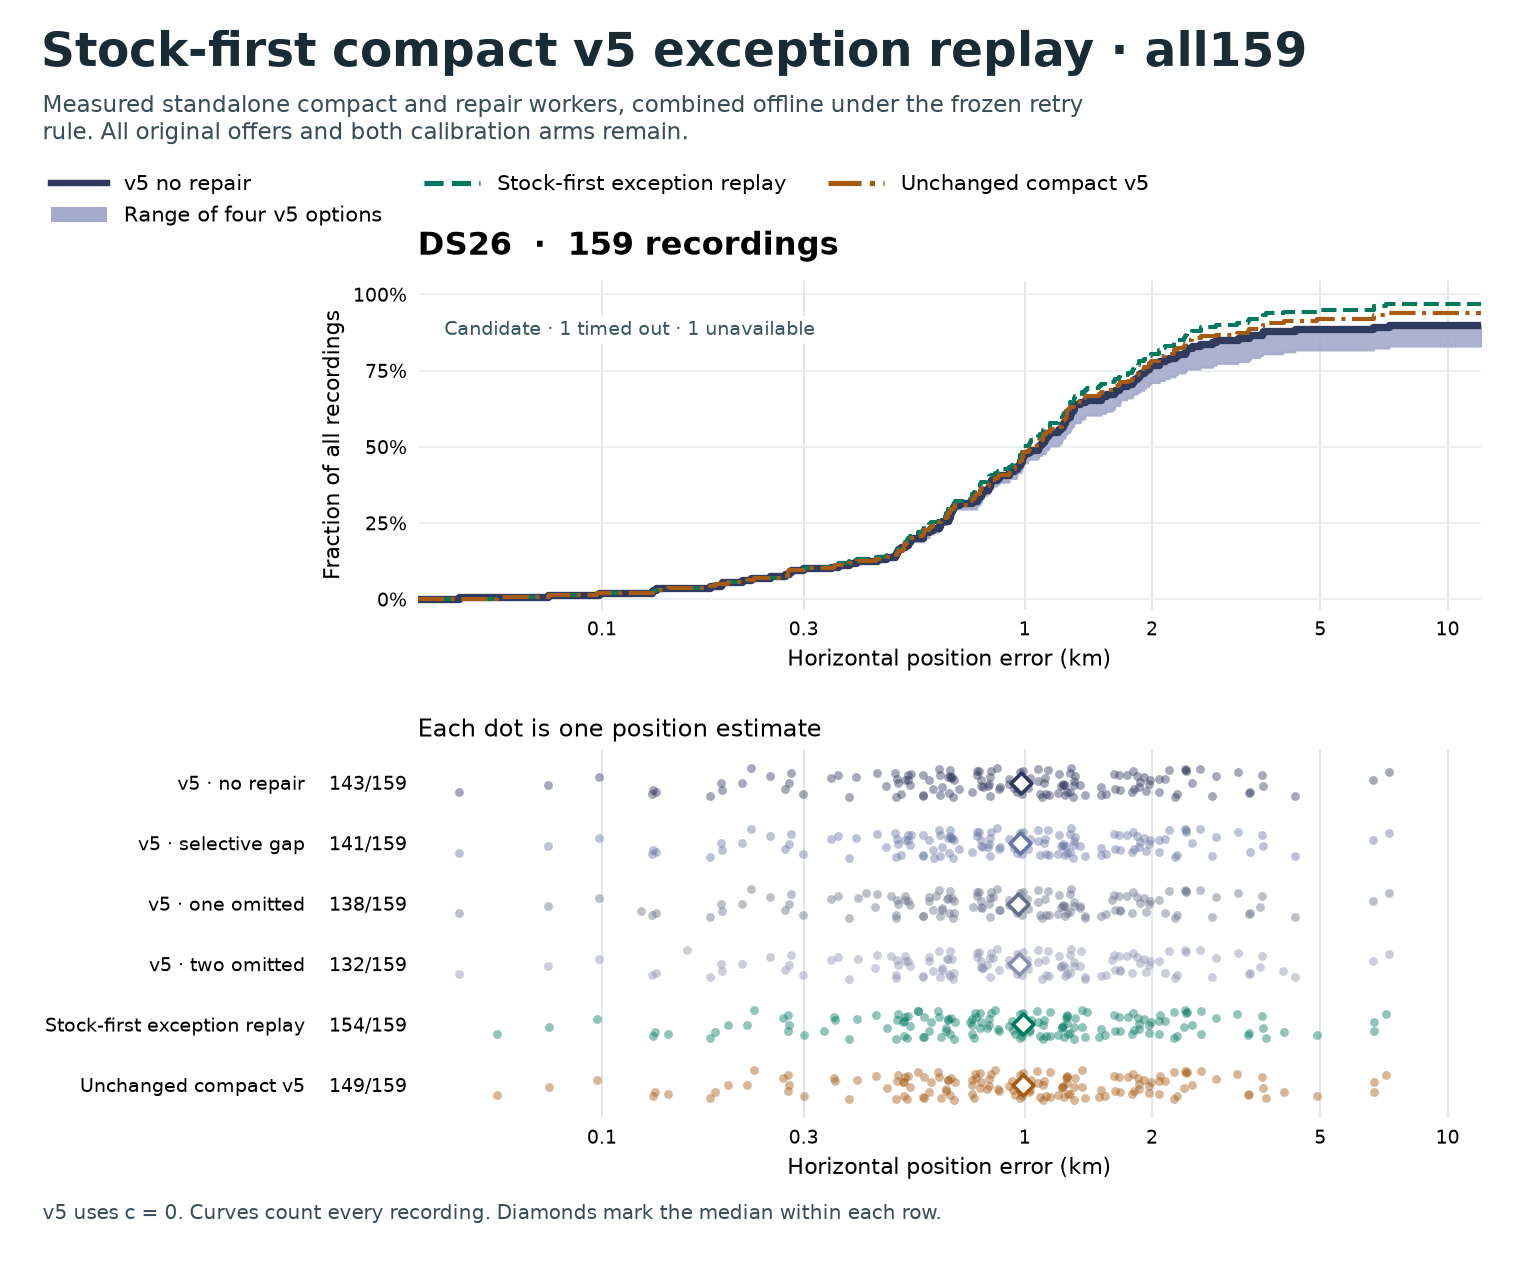 Stock-first compact v5 exception replay · all159
Measured standalone compact and repair workers, combined offline under the frozen retry
rule. All original offers and both calibration arms remain.
v5 no repair
Stock-first exception replay
Unchanged compact v5
Range of four v5 options
DS26 · 159 recordings
Candidate · 1 timed out · 1 unavailable
Fraction of all recordings
100%
75%
50%
25%
0%
0.1 0.3 1 2 5 10
Horizontal position error (km)
Each dot is one position estimate
v5 · no repair 143/159
v5 · selective gap 141/159
v5 · one omitted 138/159
v5 · two omitted 132/159
Stock-first exception replay 154/159
Unchanged compact v5 149/159
0.1 0.3 1 2 5 10
Horizontal position error (km)
v5 uses c = 0. Curves count every recording. Diamonds mark the median within each row.